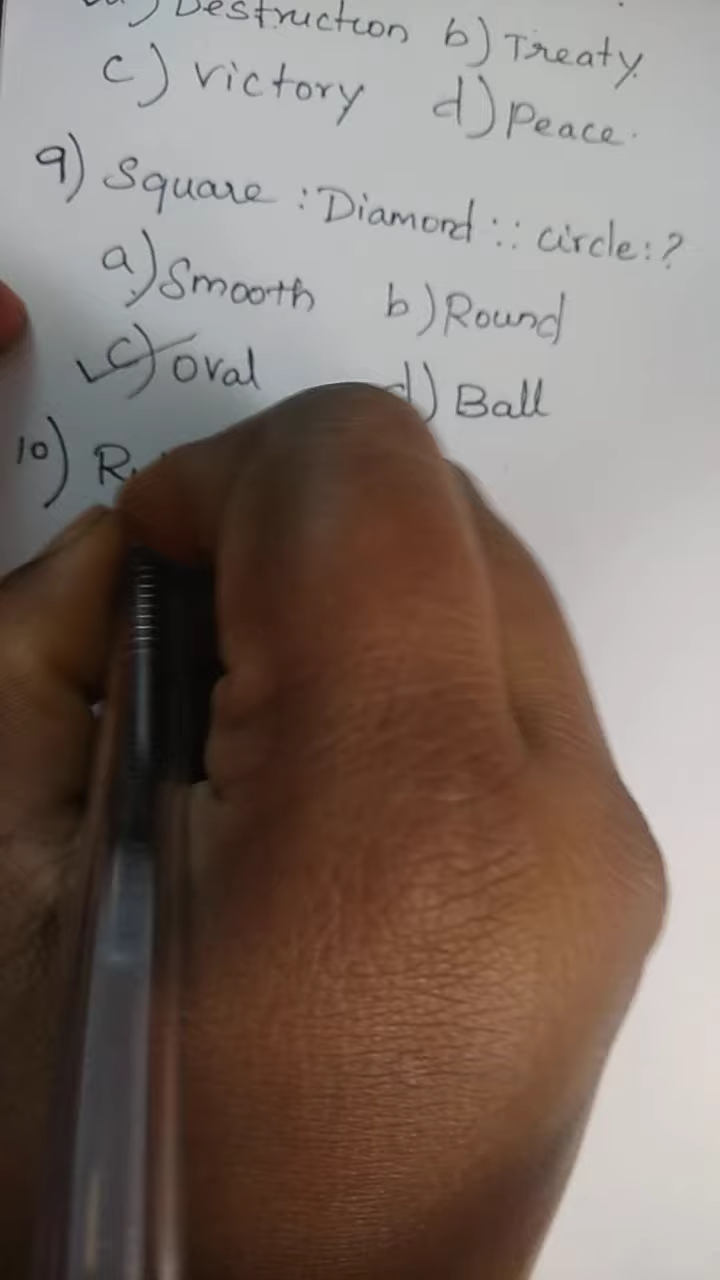 Destruction b) Treaty.
c) victory d) Peace.
9) Square : Diamond :: circle : ?
a) Smooth b) Round
c) oval d) Ball
10)